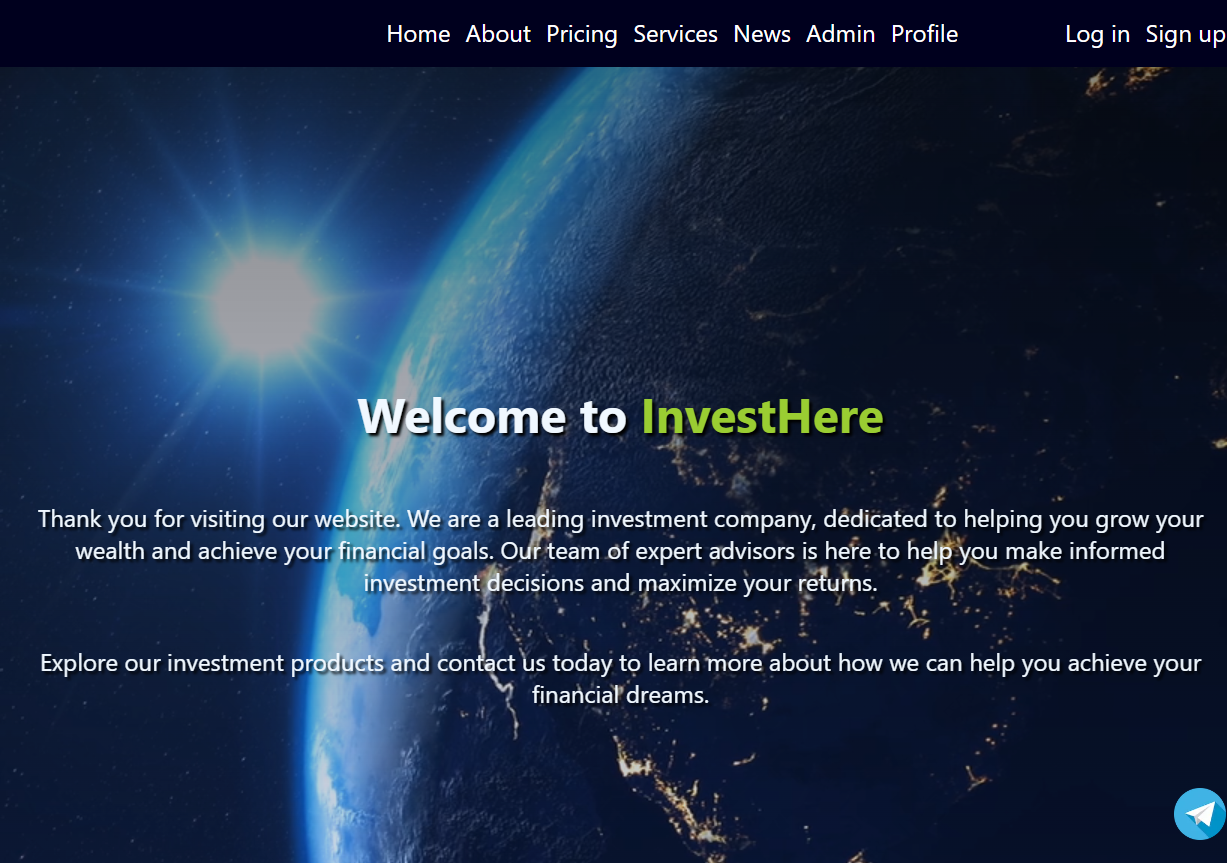 Home About Pricing Services News Admin Profile Log in Sign up
Welcome to InvestHere
Thank you for visiting our website. We are a leading investment company, dedicated to helping you grow your
wealth and achieve your financial goals. Our team of expert advisors is here to help you make informed
investment decisions and maximize your returns.
Explore our investment products and contact us today to learn more about how we can help you achieve your
financial dreams.